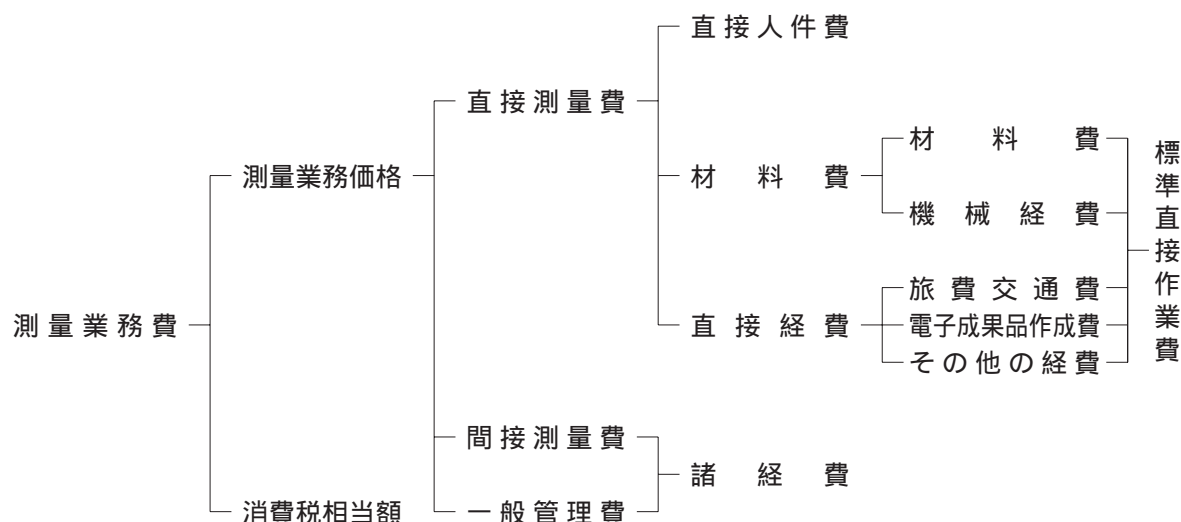 直接人件費
直接測量費
材料費
標準直接作業費
測量業務価格
材料費
機械経費
旅費交通費
測量業務費
直接経費
電子成果品作成費
その他の経費
間接測量費
諸経費
消費税相当額
一般管理費